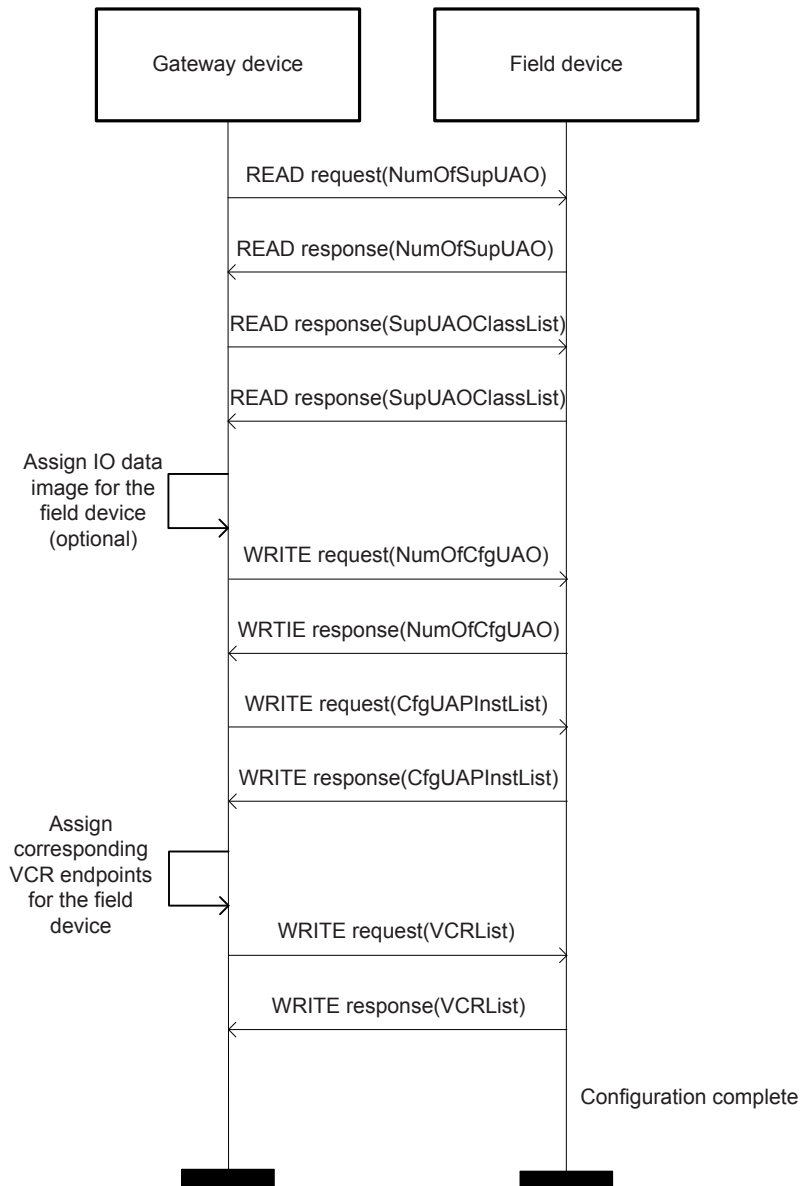 Gateway device
Field device
READ request(NumOfSupUAO)
READ response(NumOfSupUAO)
READ response(SupUAOClassList)
READ response(SupUAOClassList)
Assign IO data
image for the
field device
(optional)
WRITE request(NumOfCfgUAO)
WRTIE response(NumOfCfgUAO)
WRITE request(CfgUAPInstList)
WRITE response(CfgUAPInstList)
Assign
corresponding
VCR endpoints
for the field
device
WRITE request(VCRList)
WRITE response(VCRList)
Configuration complete